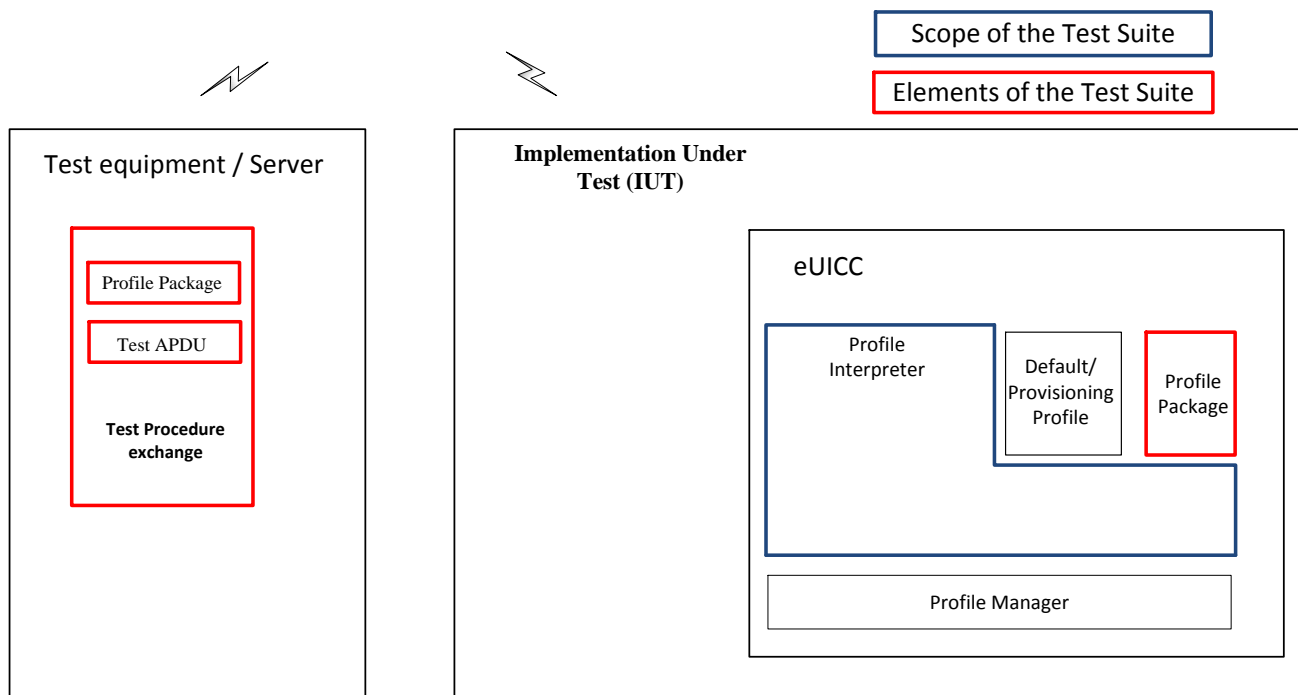 Scope of the Test Suite
Elements of the Test Suite
Test equipment / Server
Profile Package
Test APDU
Test Procedure
exchange
Implementation Under
Test (IUT)
eUICC
Profile
Interpreter
Default/
Provisioning
Profile
Profile
Package
Profile Manager